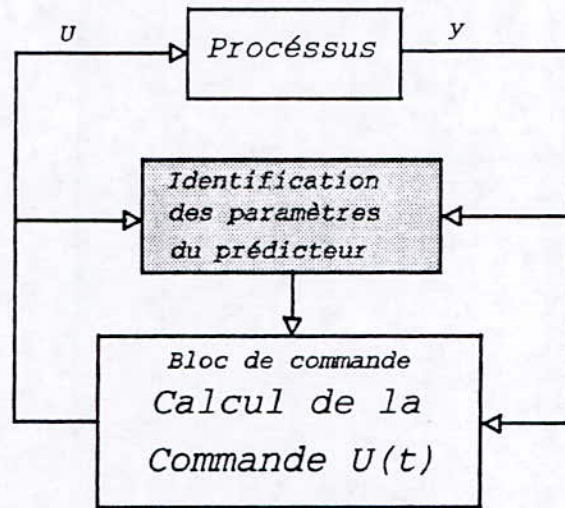 U
Procéssus
y
Identification
des paramètres
du prédicteur
Bloc de commande
Calcul de la
Commande U(t)